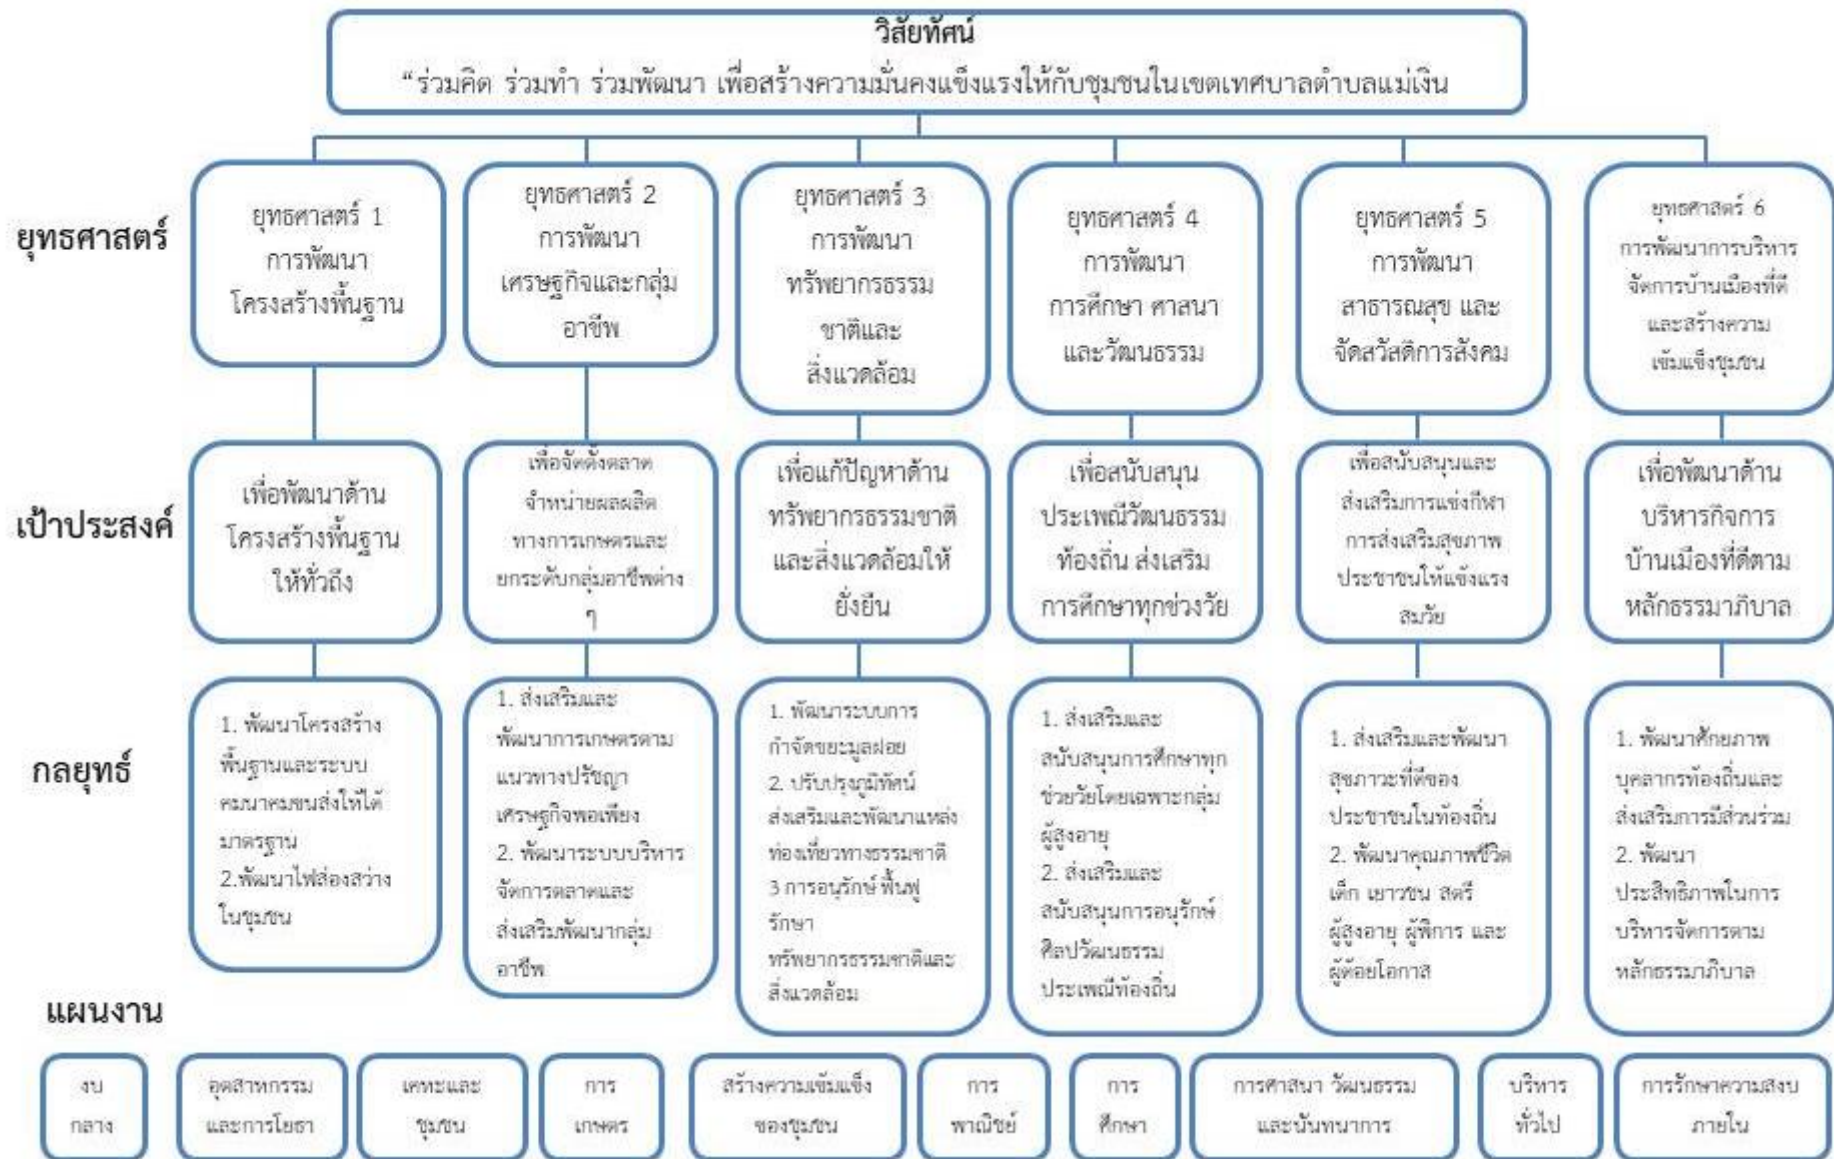 วิสัยทัศน์
“ร่วมคิด ร่วมทำ ร่วมพัฒนา เพื่อสร้างความมั่นคงแข็งแรงให้กับชุมชนในเขตเทศบาลตำบลแม่เงิน
ยุทธศาสตร์
ยุทธศาสตร์ 1
การพัฒนา
โครงสร้างพื้นฐาน
ยุทธศาสตร์ 2
การพัฒนา
เศรษฐกิจและกลุ่ม
อาชีพ
ยุทธศาสตร์ 3
การพัฒนา
ทรัพยากรธรรม
ชาติและ
สิ่งแวดล้อม
ยุทธศาสตร์ 4
การพัฒนา
การศึกษา ศาสนา
และวัฒนธรรม
ยุทธศาสตร์ 5
การพัฒนา
สาธารณสุข และ
จัดสวัสดิการสังคม
ยุทธศาสตร์ 6
การพัฒนาการบริหาร
จัดการบ้านเมืองที่ดี
และสร้างความ
เข้มแข็งชุมชน
เป้าประสงค์
เพื่อพัฒนาด้าน
โครงสร้างพื้นฐาน
ให้ทั่วถึง
เพื่อจัดตั้งตลาด
จำหน่ายผลผลิต
ทางการเกษตรและ
ยกระดับกลุ่มอาชีพต่าง
ๆ
เพื่อแก้ปัญหาด้าน
ทรัพยากรธรรมชาติ
และสิ่งแวดล้อมให้
ยั่งยืน
เพื่อสนับสนุน
ประเพณีวัฒนธรรม
ท้องถิ่น ส่งเสริม
การศึกษาทุกช่วงวัย
เพื่อสนับสนุนและ
ส่งเสริมการแข่งกีฬา
การส่งเสริมสุขภาพ
ประชาชนให้แข็งแรง
สมวัย
เพื่อพัฒนาด้าน
บริหารกิจการ
บ้านเมืองที่ดีตาม
หลักธรรมาภิบาล
กลยุทธ์
1. พัฒนาโครงสร้าง
พื้นฐานและระบบ
คมนาคมขนส่งให้ได้
มาตรฐาน
2.พัฒนาไฟส่องสว่าง
ในชุมชน
1. ส่งเสริมและ
พัฒนาการเกษตรตาม
แนวทางปรัชญา
เศรษฐกิจพอเพียง
2. พัฒนาระบบบริหาร
จัดการตลาดและ
ส่งเสริมพัฒนากลุ่ม
อาชีพ
1. พัฒนาระบบการ
กำจัดขยะมูลฝอย
2. ปรับปรุงภูมิทัศน์
ส่งเสริมและพัฒนาแหล่ง
ท่องเที่ยวทางธรรมชาติ
3 การอนุรักษ์ ฟื้นฟู
รักษา
ทรัพยากรธรรมชาติและ
สิ่งแวดล้อม
1. ส่งเสริมและ
สนับสนุนการศึกษาทุก
ช่วยวัยโดยเฉพาะกลุ่ม
ผู้สูงอายุ
2. ส่งเสริมและ
สนับสนุนการอนุรักษ์
ศิลปวัฒนธรรม
ประเพณีท้องถิ่น
1. ส่งเสริมและพัฒนา
สุขภาวะที่ดีของ
ประชาชนในท้องถิ่น
2. พัฒนาคุณภาพชีวิต
เด็ก เยาวชน สตรี
ผู้สูงอายุ ผู้พิการ และ
ผู้ด้อยโอกาส
1. พัฒนาศักยภาพ
บุคลากรท้องถิ่นและ
ส่งเสริมการมีส่วนร่วม
2. พัฒนา
ประสิทธิภาพในการ
บริหารจัดการตาม
หลักธรรมาภิบาล
แผนงาน
งบ
กลาง
อุตสาหกรรม
และการโยธา
เคหะและ
ชุมชน
การ
เกษตร
สร้างความเข้มแข็ง
ของชุมชน
การ
พาณิชย์
การ
ศึกษา
การศาสนา วัฒนธรรม
และนันทนาการ
บริหาร
ทั่วไป
การรักษาความสงบ
ภายใน